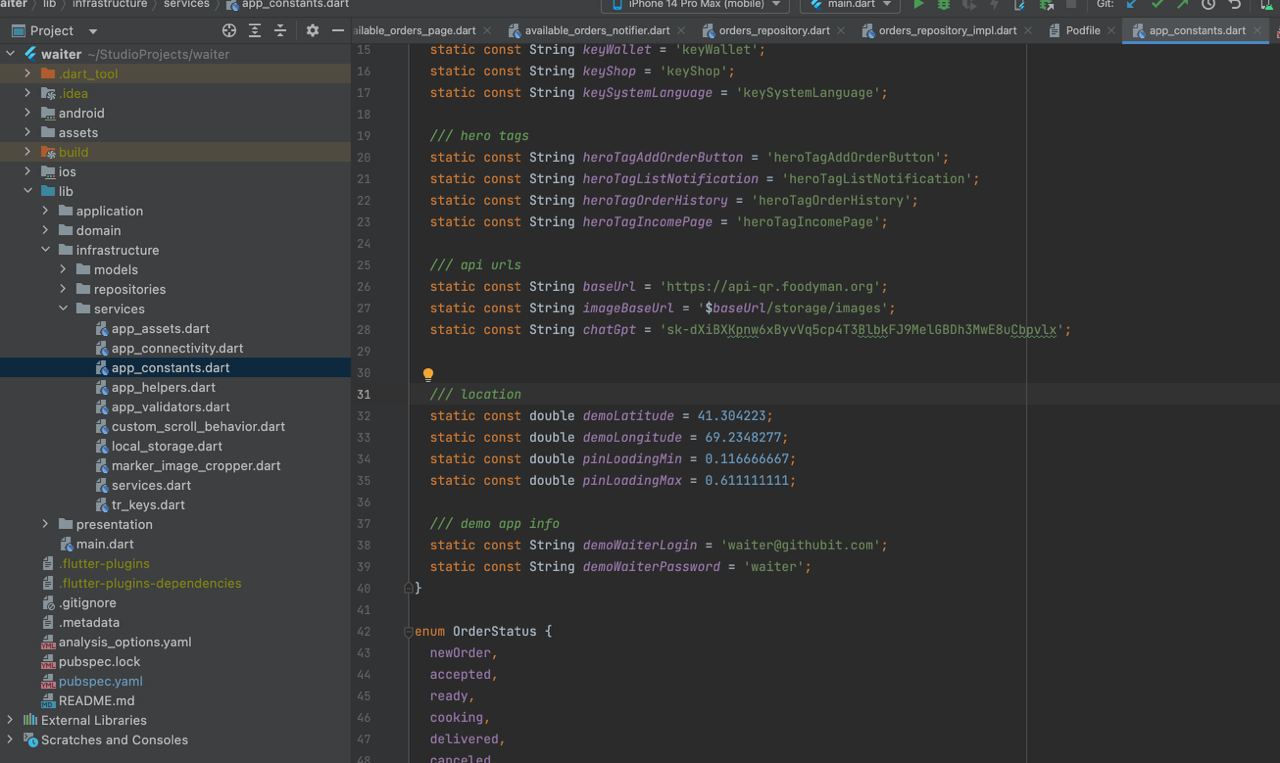 waiter lib infrastructure services app_constants.dart iPhone 14 Pro Max (mobile) main.dart Git:
Project
ailable_orders_page.dart available_orders_notifier.dart orders_repository.dart orders_repository_impl.dart Podfile app_constants.dart
waiter ~/StudioProjects/waiter
.dart_tool
.idea
android
assets
build
ios
lib
application
domain
infrastructure
models
repositories
services
app_assets.dart
app_connectivity.dart
app_constants.dart
app_helpers.dart
app_validators.dart
custom_scroll_behavior.dart
local_storage.dart
marker_image_cropper.dart
services.dart
tr_keys.dart
presentation
main.dart
.flutter-plugins
.flutter-plugins-dependencies
.gitignore
.metadata
analysis_options.yaml
pubspec.lock
pubspec.yaml
README.md
External Libraries
Scratches and Consoles
15 static const String keyWallet = 'keyWallet';
16 static const String keyShop = 'keyShop';
17 static const String keySystemLanguage = 'keySystemLanguage';
18
19 /// hero tags
20 static const String heroTagAddOrderButton = 'heroTagAddOrderButton';
21 static const String heroTagListNotification = 'heroTagListNotification';
22 static const String heroTagOrderHistory = 'heroTagOrderHistory';
23 static const String heroTagIncomePage = 'heroTagIncomePage';
24
25 /// api urls
26 static const String baseUrl = 'https://api-qr.foodyman.org';
27 static const String imageBaseUrl = '$baseUrl/storage/images';
28 static const String chatGpt = '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';
29
30
31 /// location
32 static const double demoLatitude = 41.304223;
33 static const double demoLongitude = 69.2348277;
34 static const double pinLoadingMin = 0.116666667;
35 static const double pinLoadingMax = 0.611111111;
36
37 /// demo app info
38 static const String demoWaiterLogin = 'waiter@githubit.com';
39 static const String demoWaiterPassword = 'waiter';
40 }
41
42 enum OrderStatus {
43 newOrder,
44 accepted,
45 ready,
46 cooking,
47 delivered,
48 canceled